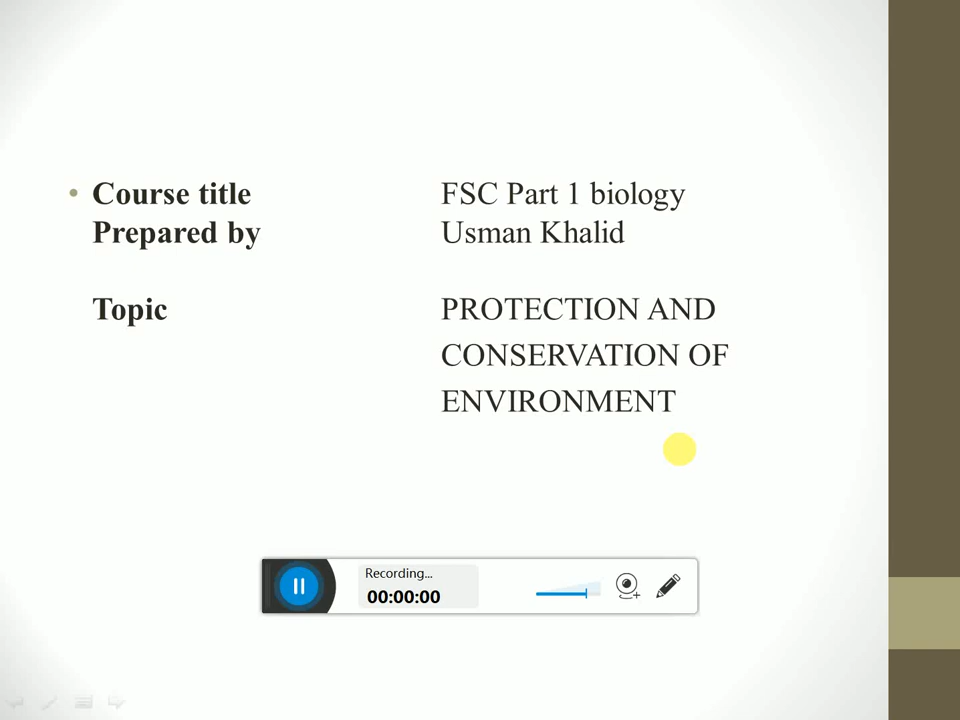 • Course title FSC Part 1 biology
Prepared by Usman Khalid
Topic PROTECTION AND
CONSERVATION OF
ENVIRONMENT
Recording...
00:00:00